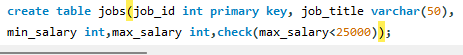 create table jobs(job_id int primary key, job_title varchar(50),
min_salary int,max_salary int,check(max_salary<25000));